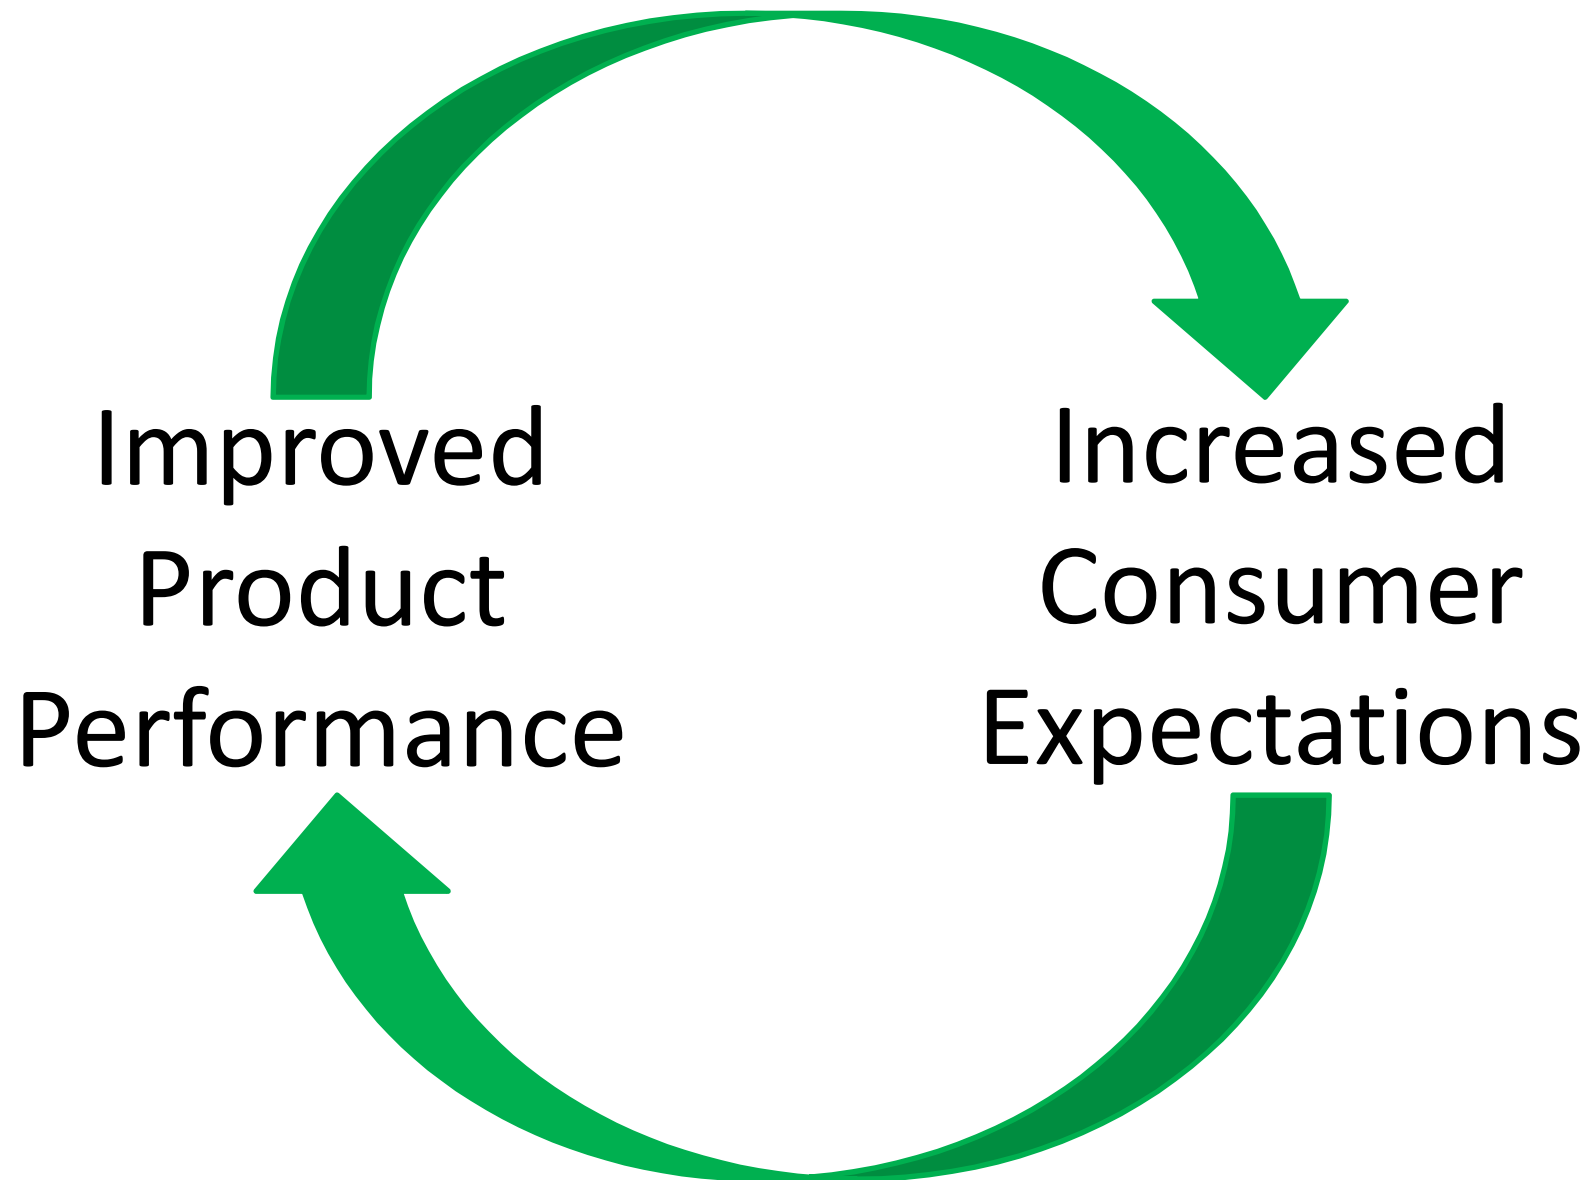 Improved
Product
Performance
Increased
Consumer
Expectations